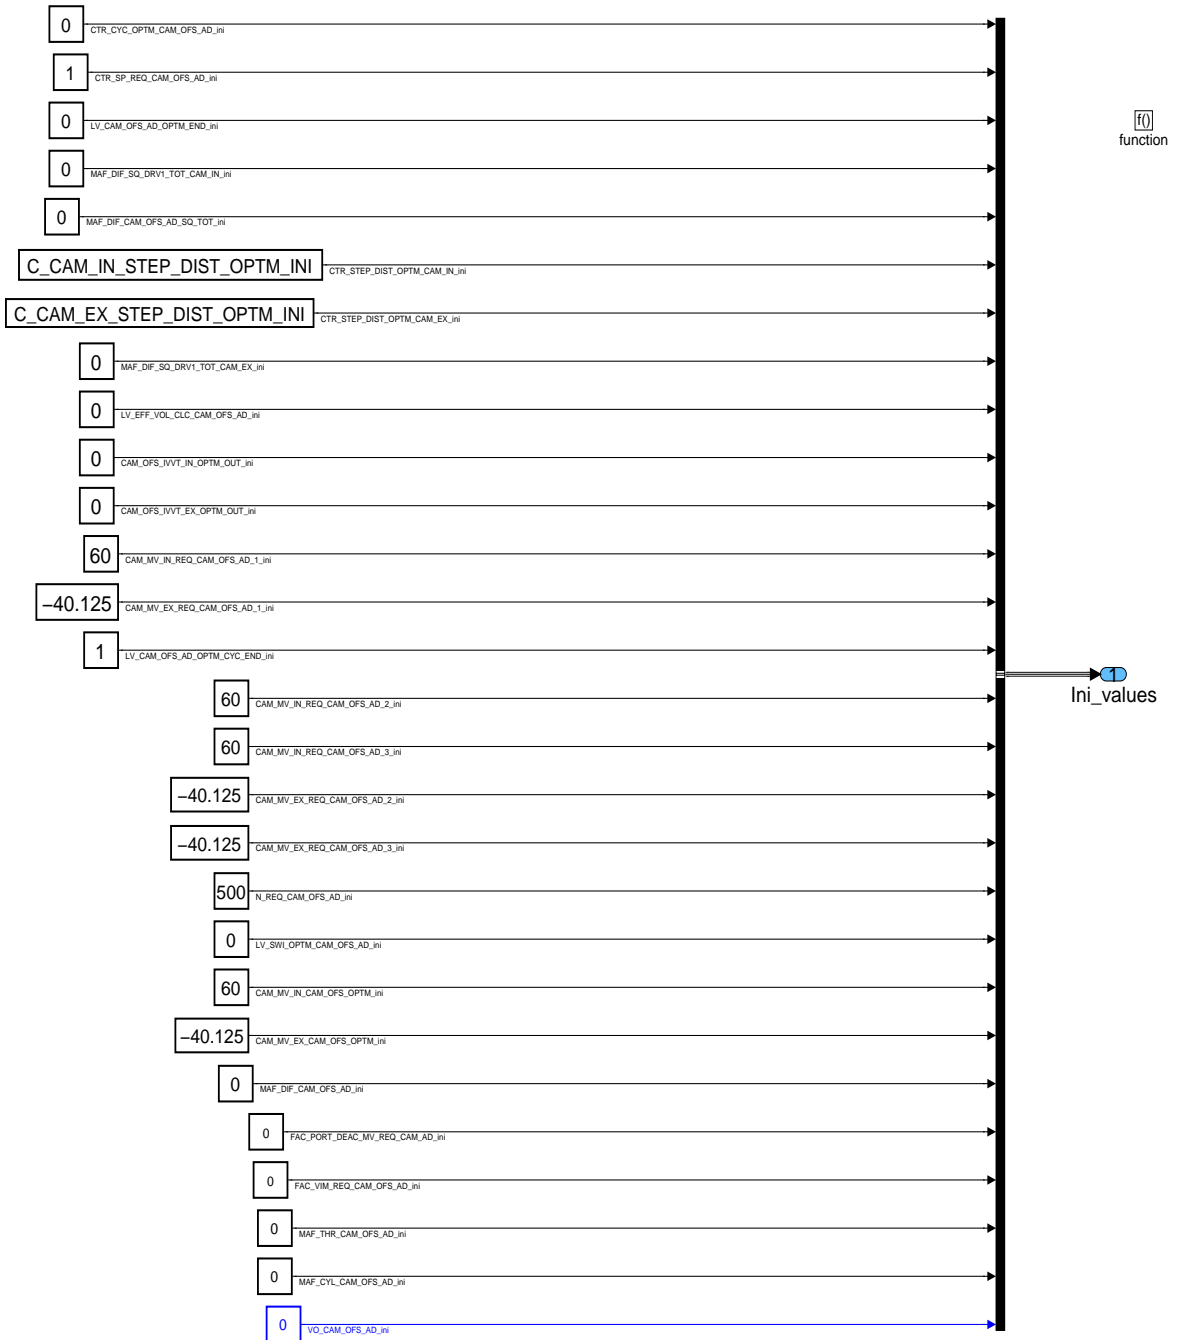 0
CTR_CYC_OPTM_CAM_OFS_AD_ini
1
CTR_SP_REQ_CAM_OFS_AD_ini
f()
function
0
LV_CAM_OFS_AD_OPTM_END_ini
0
MAF_DIF_SQ_DRV1_TOT_CAM_IN_ini
0
MAF_DIF_CAM_OFS_AD_SQ_TOT_ini
C_CAM_IN_STEP_DIST_OPTM_INI
CTR_STEP_DIST_OPTM_CAM_IN_ini
C_CAM_EX_STEP_DIST_OPTM_INI
CTR_STEP_DIST_OPTM_CAM_EX_ini
0
MAF_DIF_SQ_DRV1_TOT_CAM_EX_ini
0
LV_EFF_VOL_CLC_CAM_OFS_AD_ini
0
CAM_OFS_IVVT_IN_OPTM_OUT_ini
0
CAM_OFS_IVVT_EX_OPTM_OUT_ini
60
CAM_MV_IN_REQ_CAM_OFS_AD_1_ini
−40.125
CAM_MV_EX_REQ_CAM_OFS_AD_1_ini
1
LV_CAM_OFS_AD_OPTM_CYC_END_ini
1
Ini_values
60
CAM_MV_IN_REQ_CAM_OFS_AD_2_ini
60
CAM_MV_IN_REQ_CAM_OFS_AD_3_ini
−40.125
CAM_MV_EX_REQ_CAM_OFS_AD_2_ini
−40.125
CAM_MV_EX_REQ_CAM_OFS_AD_3_ini
500
N_REQ_CAM_OFS_AD_ini
0
LV_SWI_OPTM_CAM_OFS_AD_ini
60
CAM_MV_IN_CAM_OFS_OPTM_ini
−40.125
CAM_MV_EX_CAM_OFS_OPTM_ini
0
MAF_DIF_CAM_OFS_AD_ini
0
FAC_PORT_DEAC_MV_REQ_CAM_AD_ini
0
FAC_VIM_REQ_CAM_OFS_AD_ini
0
MAF_THR_CAM_OFS_AD_ini
0
MAF_CYL_CAM_OFS_AD_ini
0
VO_CAM_OFS_AD_ini